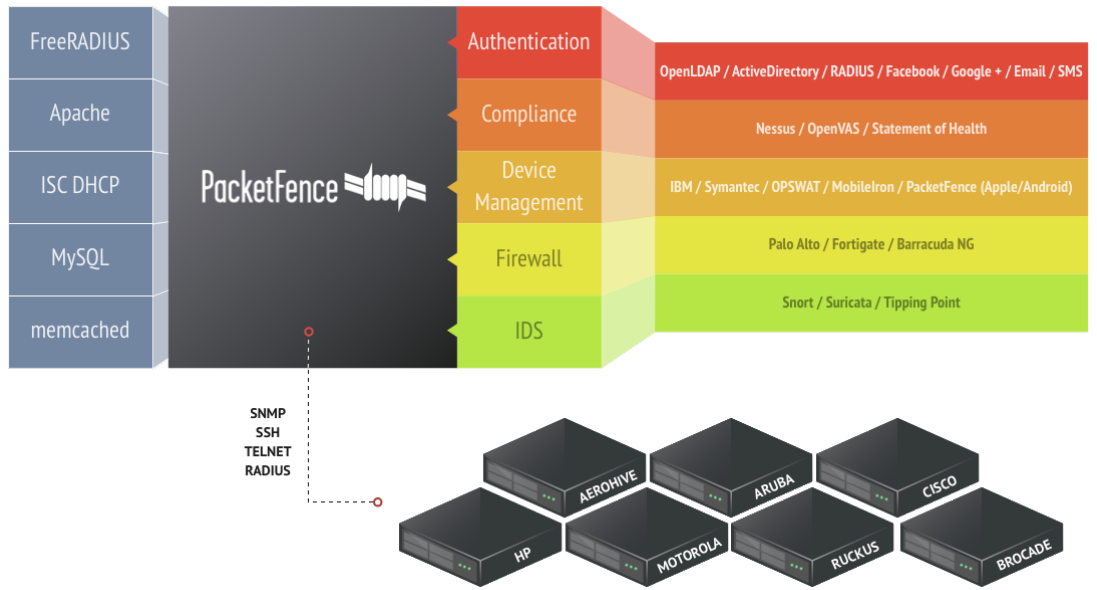 FreeRADIUS
Apache
ISC DHCP
MySQL
memcached
PacketFence
Authentication
Compliance
Device
Management
Firewall
IDS
OpenLDAP / ActiveDirectory / RADIUS / Facebook / Google + / Email / SMS
Nessus / OpenVAS / Statement of Health
IBM / Symantec / OPSWAT / MobileIron / PacketFence (Apple/Android)
Palo Alto / Fortigate / Barracuda NG
Snort / Suricata / Tipping Point
SNMP
SSH
TELNET
RADIUS
AEROHIVE
ARUBA
CISCO
HP
MOTOROLA
RUCKUS
BROCADE